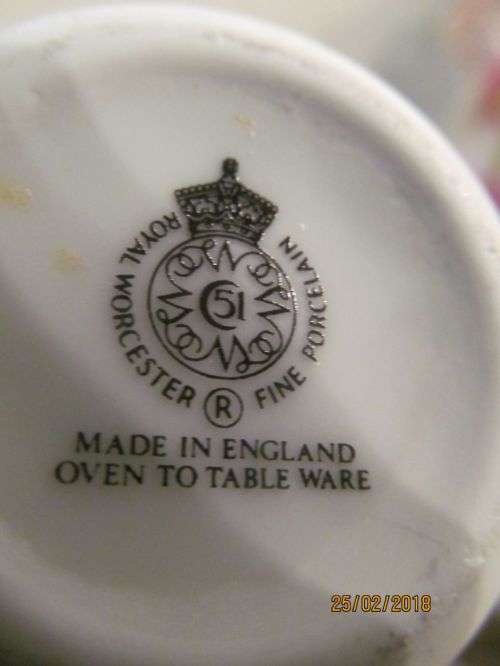 ROYAL WORCESTER
FINE PORCELAIN
51
R
MADE IN ENGLAND
OVEN TO TABLE WARE
25/02/2018